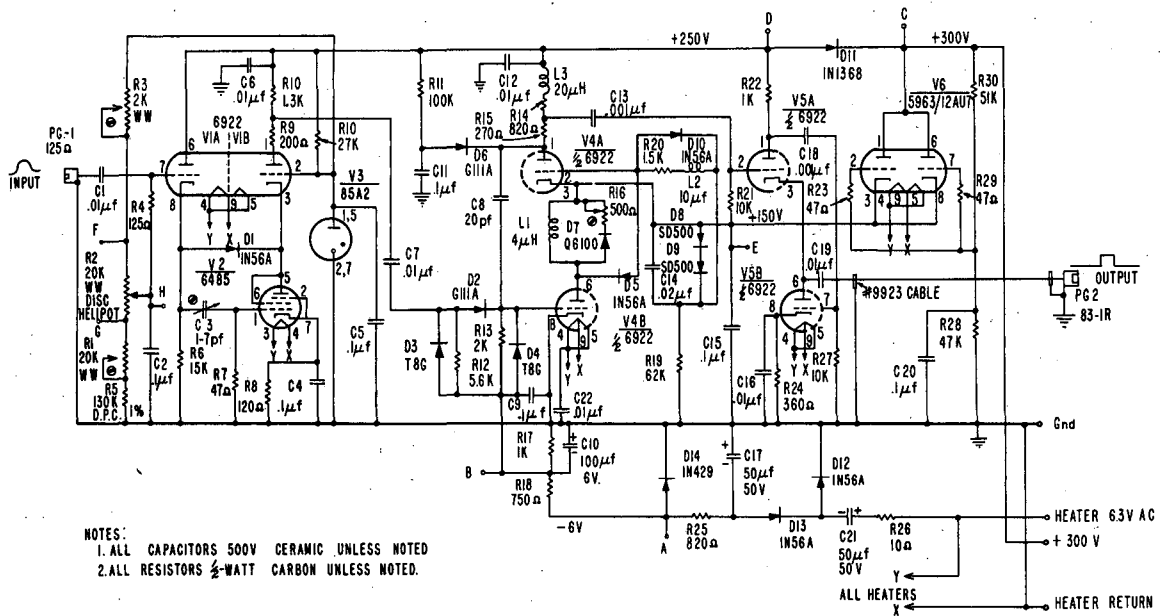 D
C
+250V
D11
1N1368
+300V
R3
2K
WW
C6
.01μf
R10
1.3K
R11
100K
C12
.01μf
L3
20μH
C13
.001μf
R22
1K
V6
5963/12AU7
R30
51K
PG-1
125Ω
6922
V1A V1B
R9
200Ω
R10
27K
R15
270Ω
R14
820Ω
V4A
½ 6922
R20
1.5K
D10
1N56A
V5A
½ 6922
C18
.001μf
INPUT
C1
.01μf
R4
125Ω
V3
85A2
D6
G111A
C11
.1μf
C8
20pf
R16
500Ω
L2
10μH
R21
10K
R23
47Ω
R29
47Ω
F
D1
1N56A
1,5
2,7
L1
4μH
D7
Q6100
D8
SD500
D9
SD500
+150V
E
R2
20K
WW
DISC
HELIPOT
H
G
V2
6485
C7
.01μf
D2
G111A
D5
1N56A
C14
.02μf
V5B
½ 6922
C19
.01μf
OUTPUT
#9923 CABLE
PG2
83-1R
C3
1-7pf
V4B
½ 6922
R1
20K
WW
R5
130K
D.P.C. 1%
C2
.1μf
R6
15K
R7
47Ω
R8
120Ω
C4
.1μf
C5
.1μf
D3
T8G
R13
2K
R12
5.6K
D4
T8G
C9
.1μf
C22
.01μf
R19
62K
C15
.1μf
C16
.01μf
R24
360Ω
R27
10K
C20
.1μf
R28
47K
Gnd
R17
1K
C10
100μf
6V.
B
R18
750Ω
D14
1N429
C17
50μf
50V
D12
1N56A
-6V
A
R25
820Ω
D13
1N56A
C21
50μf
50V
R26
10Ω
HEATER 6.3V AC
+ 300 V
Y
ALL HEATERS
X
HEATER RETURN
NOTES:
1. ALL CAPACITORS 500V CERAMIC UNLESS NOTED
2. ALL RESISTORS ½-WATT CARBON UNLESS NOTED.